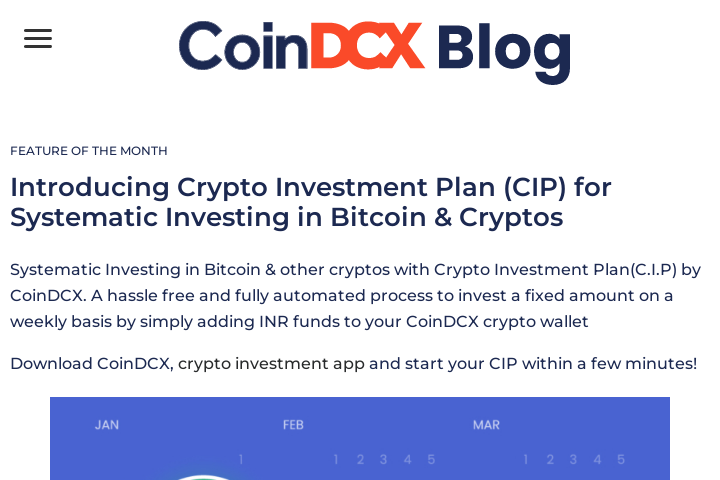 CoinDCX Blog
FEATURE OF THE MONTH
Introducing Crypto Investment Plan (CIP) for
Systematic Investing in Bitcoin & Cryptos
Systematic Investing in Bitcoin & other cryptos with Crypto Investment Plan(C.I.P) by
CoinDCX. A hassle free and fully automated process to invest a fixed amount on a
weekly basis by simply adding INR funds to your CoinDCX crypto wallet
Download CoinDCX, crypto investment app and start your CIP within a few minutes!
JAN FEB MAR
1 1 2 3 4 5 1 2 3 4 5